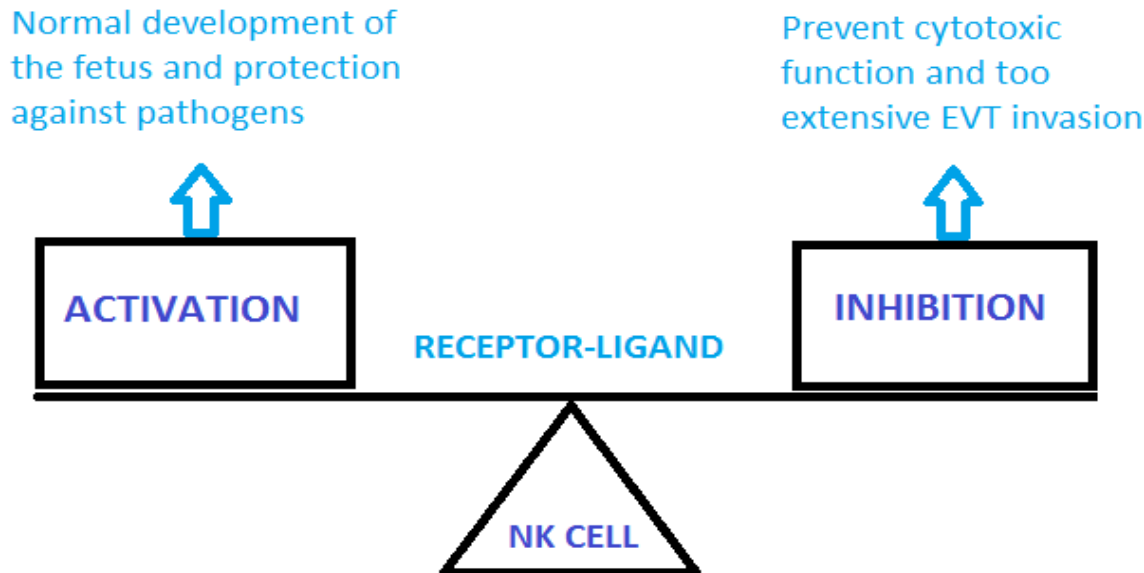 Normal development of
the fetus and protection
against pathogens
Prevent cytotoxic
function and too
extensive EVT invasion
ACTIVATION
INHIBITION
RECEPTOR-LIGAND
NK CELL